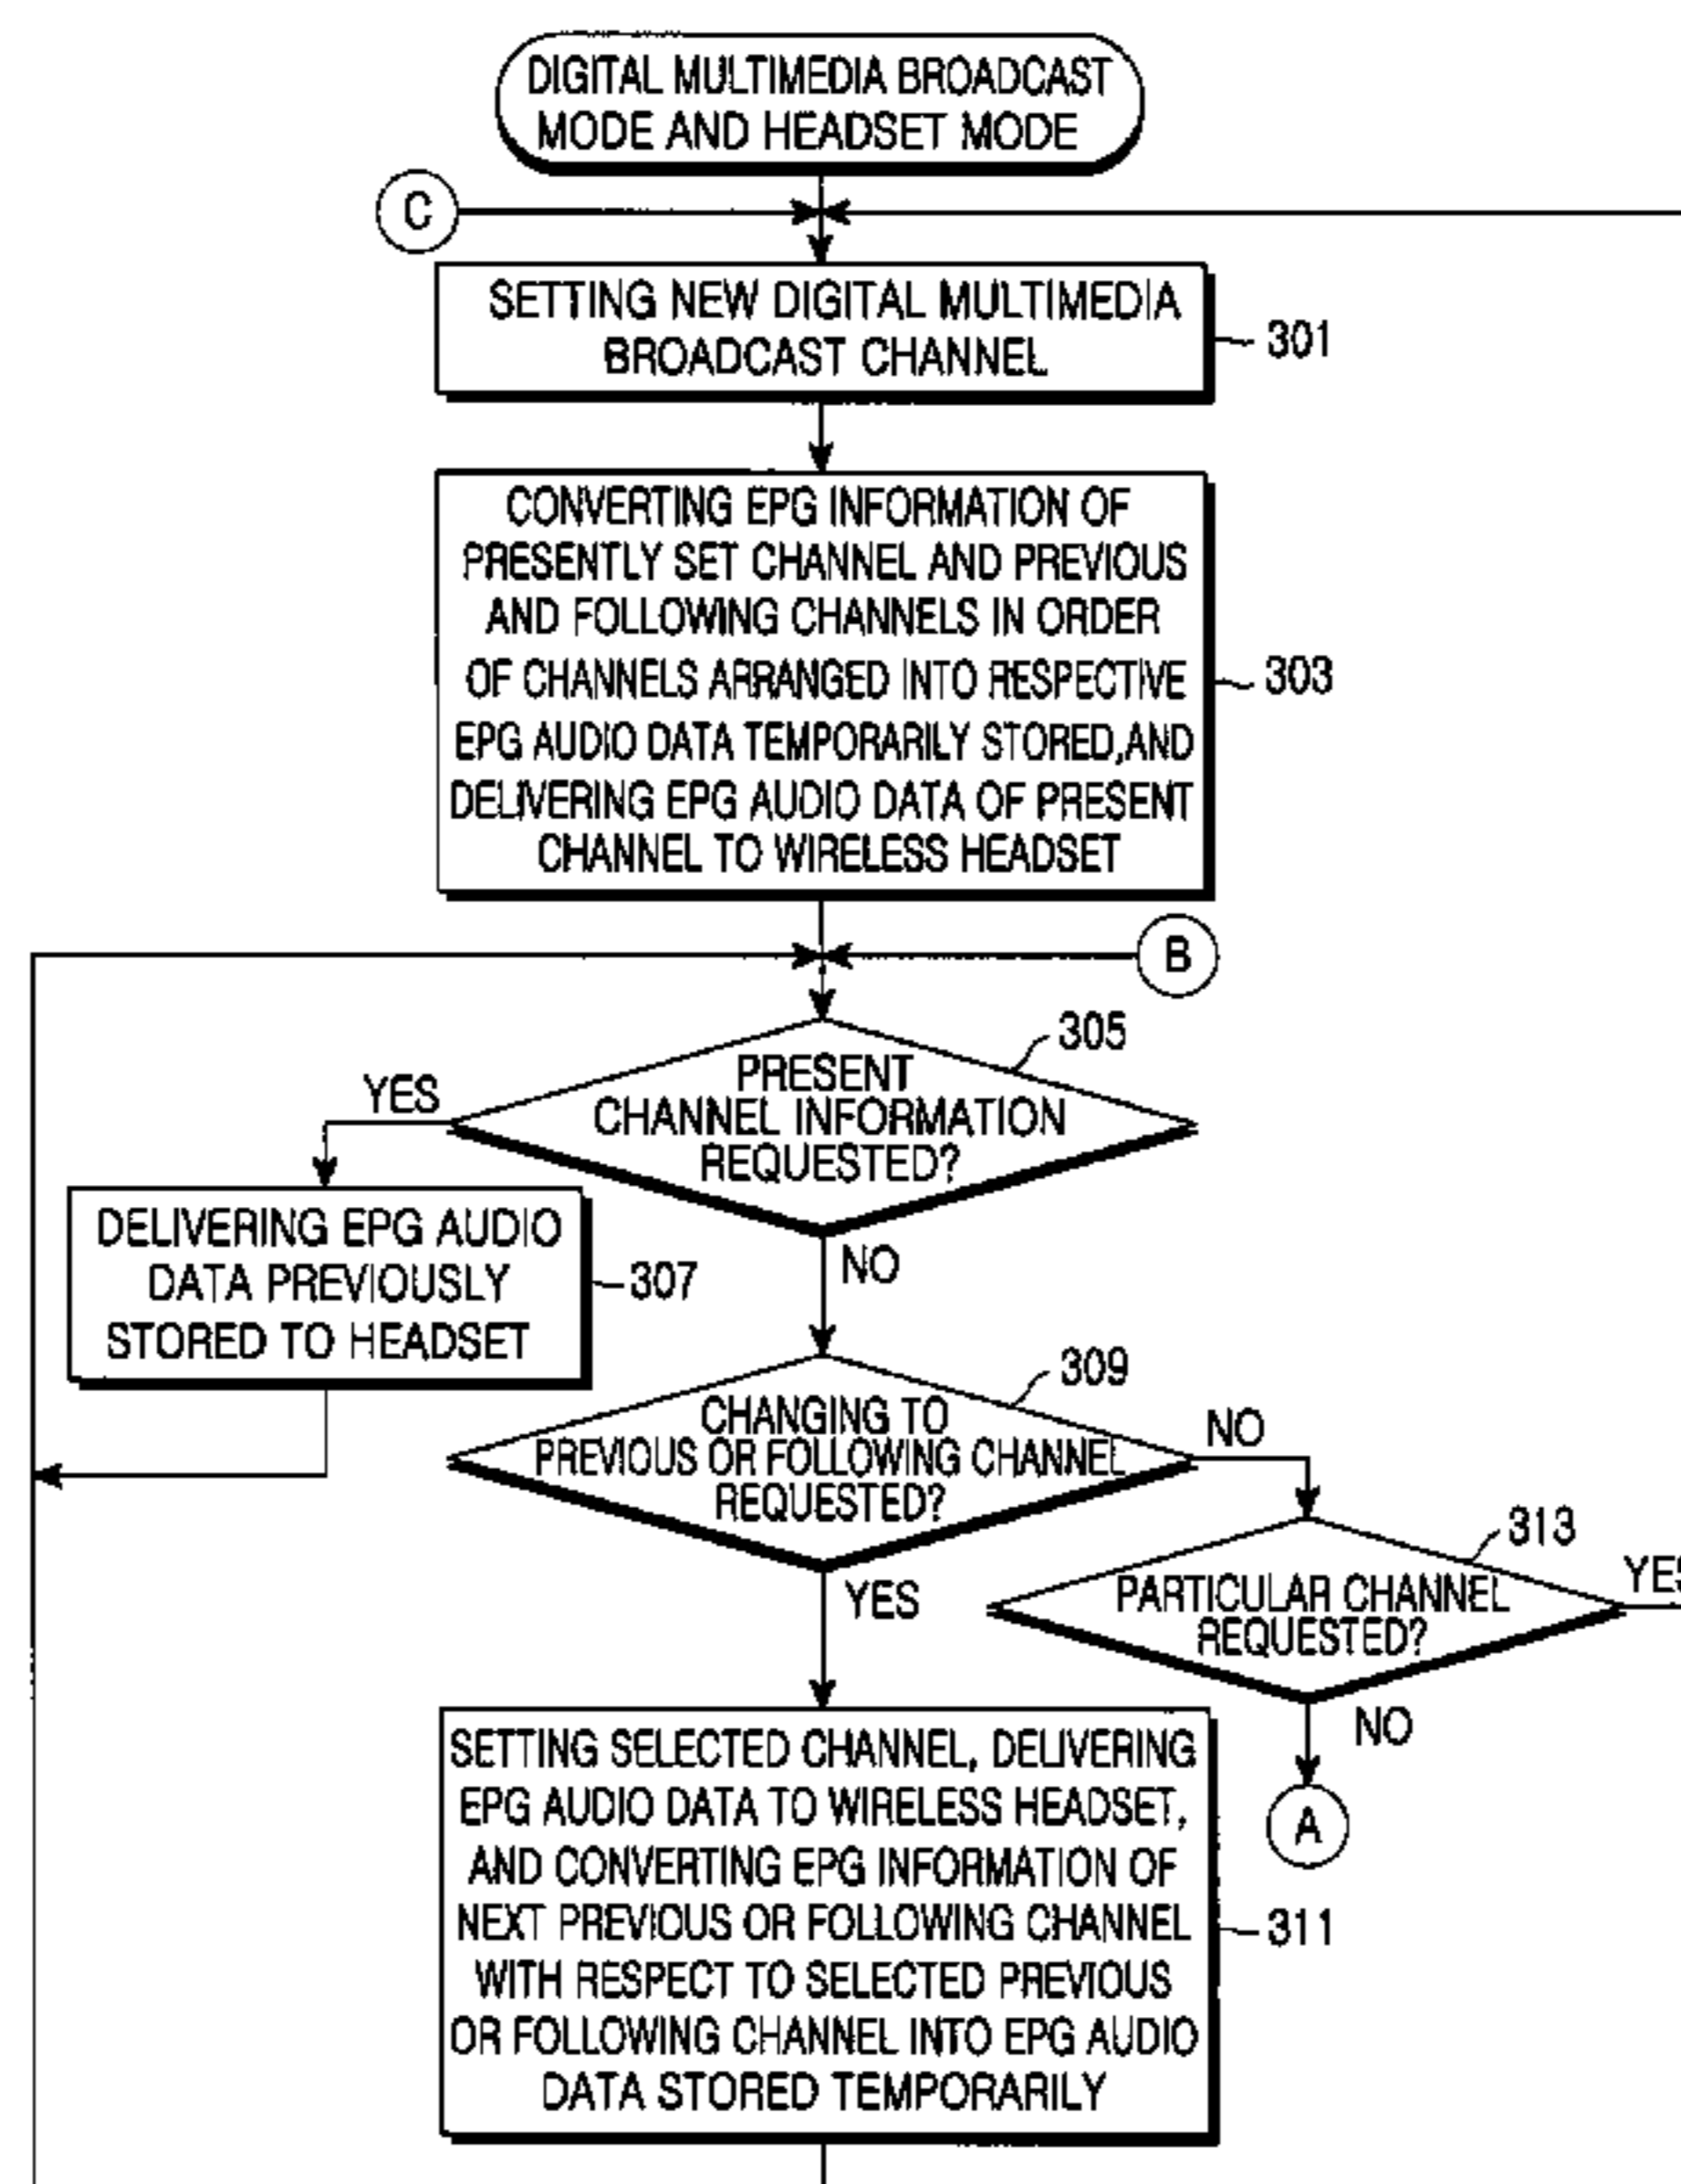 DIGITAL MULTIMEDIA BROADCAST
MODE AND HEADSET MODE
C
SETTING NEW DIGITAL MULTIMEDIA
BROADCAST CHANNEL
301
CONVERTING EPG INFORMATION OF
PRESENTLY SET CHANNEL AND PREVIOUS
AND FOLLOWING CHANNELS IN ORDER
OF CHANNELS ARRANGED INTO RESPECTIVE
EPG AUDIO DATA TEMPORARILY STORED,AND
DELIVERING EPG AUDIO DATA OF PRESENT
CHANNEL TO WIRELESS HEADSET
303
B
305
PRESENT
CHANNEL INFORMATION
REQUESTED?
YES
NO
DELIVERING EPG AUDIO
DATA PREVIOUSLY
STORED TO HEADSET
307
309
CHANGING TO
PREVIOUS OR FOLLOWING CHANNEL
REQUESTED?
NO
YES
313
PARTICULAR CHANNEL
REQUESTED?
YES
NO
A
SETTING SELECTED CHANNEL, DELIVERING
EPG AUDIO DATA TO WIRELESS HEADSET,
AND CONVERTING EPG INFORMATION OF
NEXT PREVIOUS OR FOLLOWING CHANNEL
WITH RESPECT TO SELECTED PREVIOUS
OR FOLLOWING CHANNEL INTO EPG AUDIO
DATA STORED TEMPORARILY
311